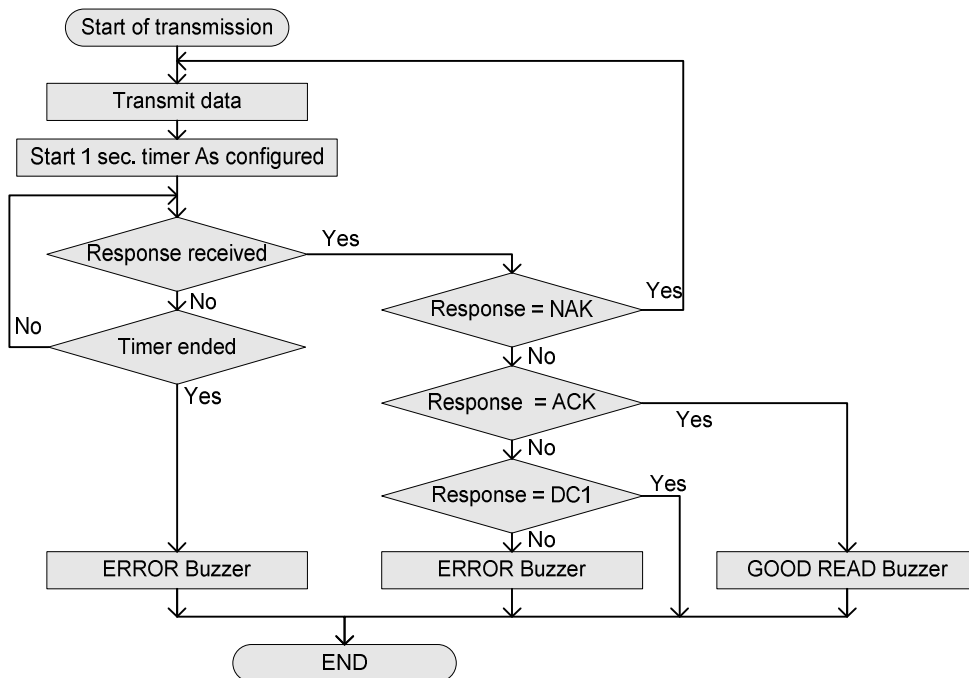 Start of transmission
Transmit data
Start 1 sec. timer As configured
Response received
Yes
No
Timer ended
No
Yes
Response = NAK
Yes
No
Response = ACK
Yes
No
Response = DC1
Yes
No
ERROR Buzzer
ERROR Buzzer
GOOD READ Buzzer
END